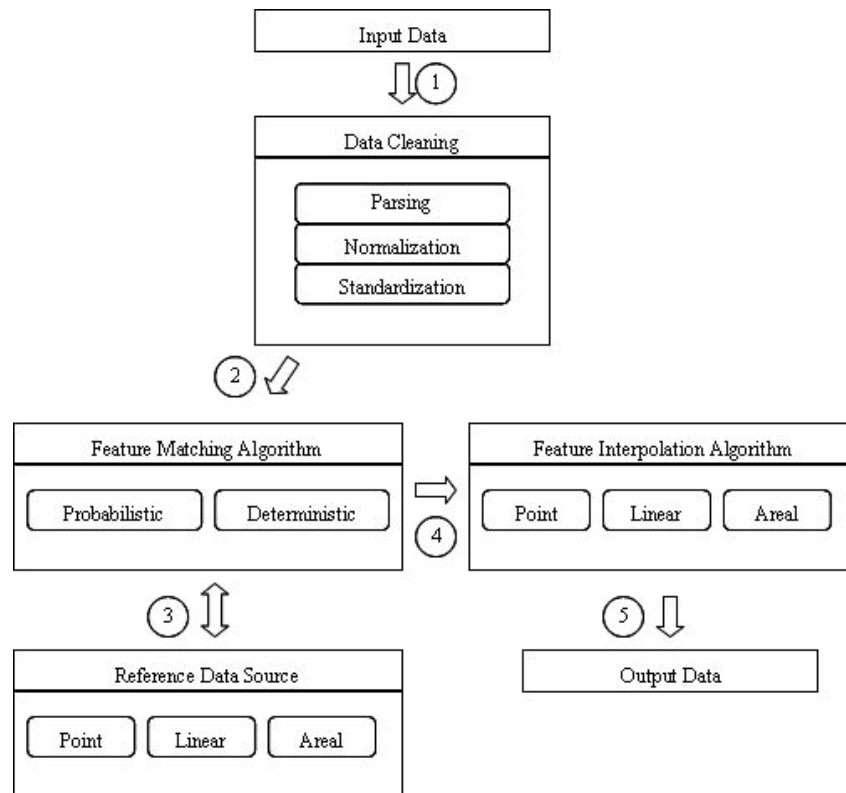 Input Data
1
Data Cleaning
Parsing
Normalization
Standardization
2
Feature Matching Algorithm
Probabilistic
Deterministic
4
Feature Interpolation Algorithm
Point
Linear
Areal
3
Reference Data Source
Point
Linear
Areal
5
Output Data